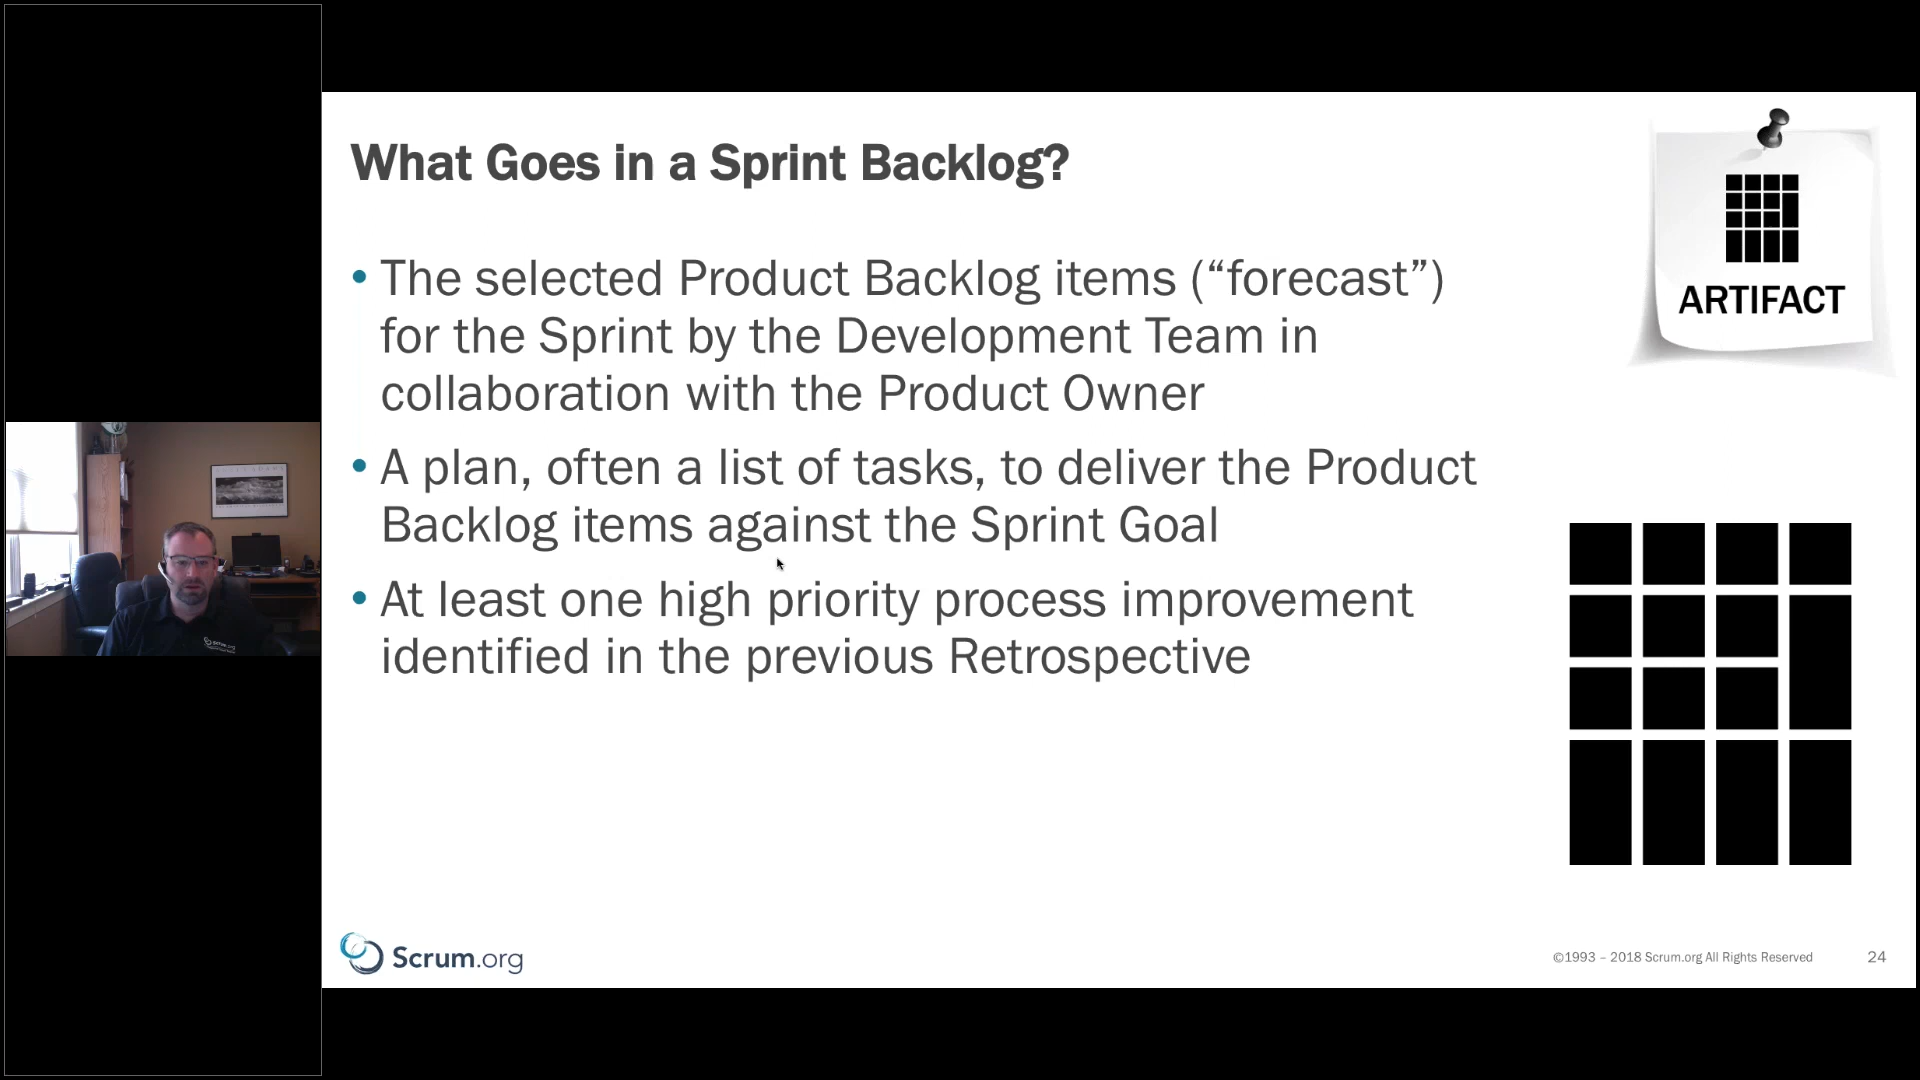 What Goes in a Sprint Backlog?
• The selected Product Backlog items (“forecast”)
for the Sprint by the Development Team in
collaboration with the Product Owner
• A plan, often a list of tasks, to deliver the Product
Backlog items against the Sprint Goal
• At least one high priority process improvement
identified in the previous Retrospective
ARTIFACT
Scrum.org
Scrum.org
©1993 – 2018 Scrum.org All Rights Reserved
24